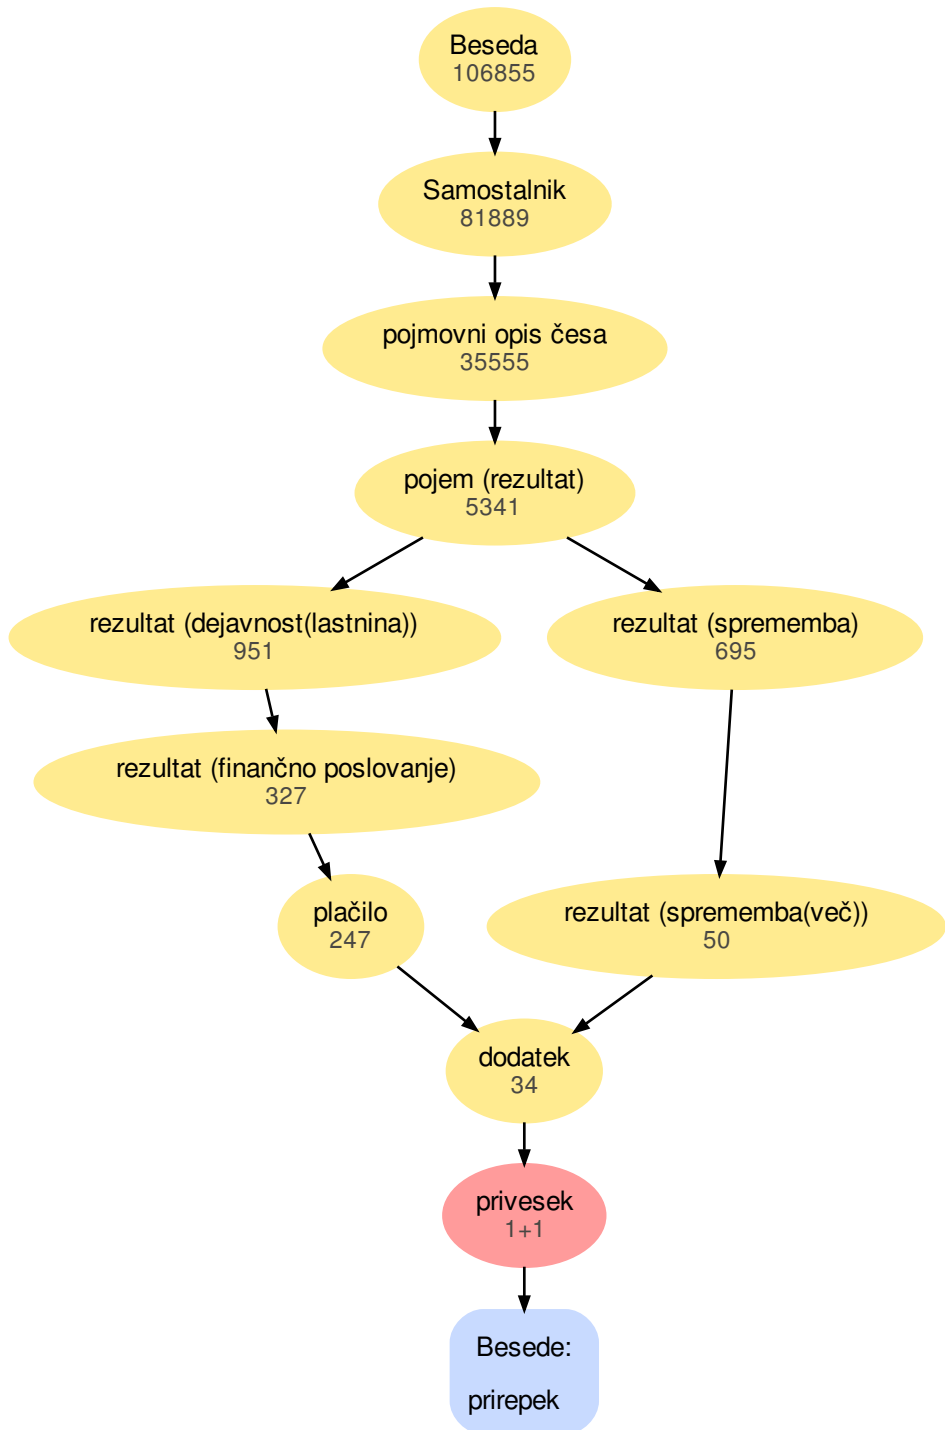 Beseda
106855
Samostalnik
81889
pojmovni opis česa
35555
pojem (rezultat)
5341
rezultat (dejavnost(lastnina))
951
rezultat (sprememba)
695
rezultat (finančno poslovanje)
327
plačilo
247
rezultat (sprememba(več))
50
dodatek
34
privesek
1+1
Besede:
prirepek